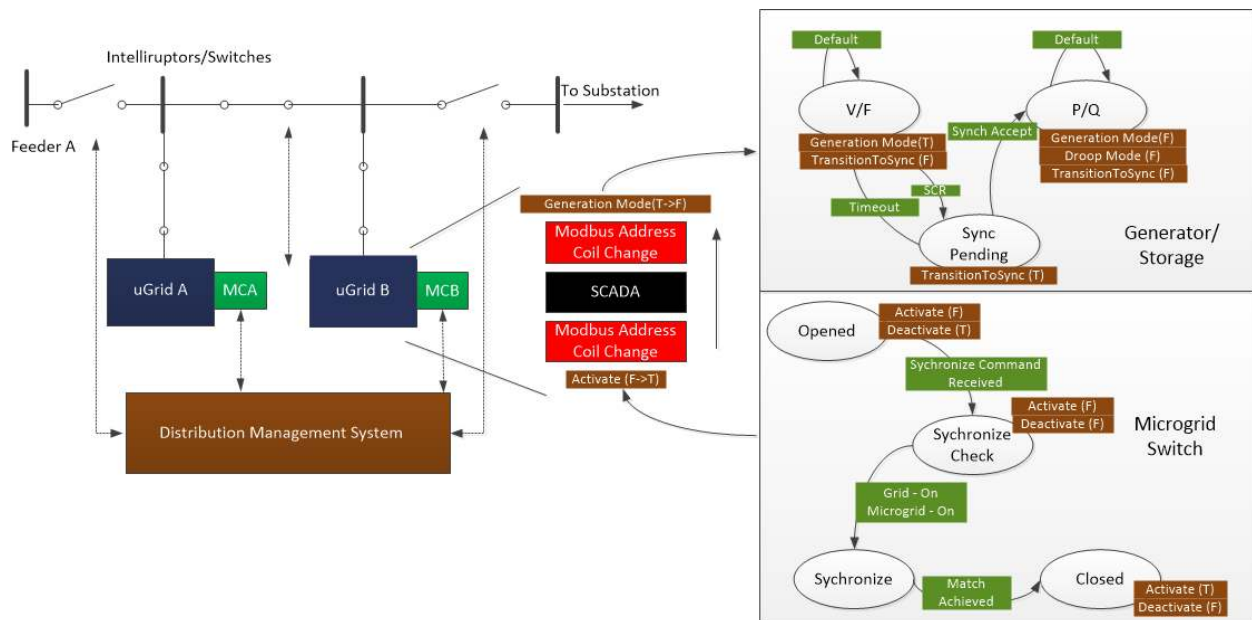 Intelliruptors/Switches
To Substation
Feeder A
uGrid A
MCA
uGrid B
MCB
Distribution Management System
Generation Mode(T->F)
Modbus Address
Coil Change
SCADA
Modbus Address
Coil Change
Activate (F->T)
Default
Default
V/F
P/Q
Generation Mode(T)
TransitionToSync (F)
Synch Accept
Generation Mode(F)
Droop Mode (F)
TransitionToSync (F)
SCR
Timeout
Sync
Pending
TransitionToSync (T)
Generator/
Storage
Opened
Activate (F)
Deactivate (T)
Sychronize Command
Received
Activate (F)
Deactivate (F)
Sychronize
Check
Microgrid
Switch
Grid - On
Microgrid - On
Sychronize
Match
Achieved
Closed
Activate (T)
Deactivate (F)